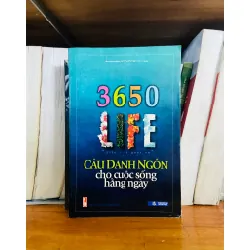 3650
LIFE
CÂU DANH NGÔN
cho cuộc sống
hàng ngày